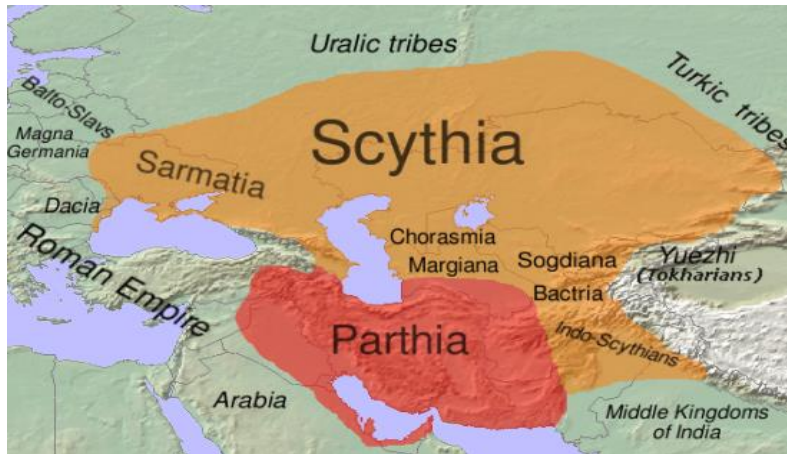 Uralic tribes
Turkic tribes
Balto-Slavs
Magna
Germania
Scythia
Sarmatia
Dacia
Roman Empire
Chorasmia
Margiana
Sogdiana
Yuezhi
(Tokharians)
Bactria
Parthia
Indo-Scythians
Arabia
Middle Kingdoms
of India